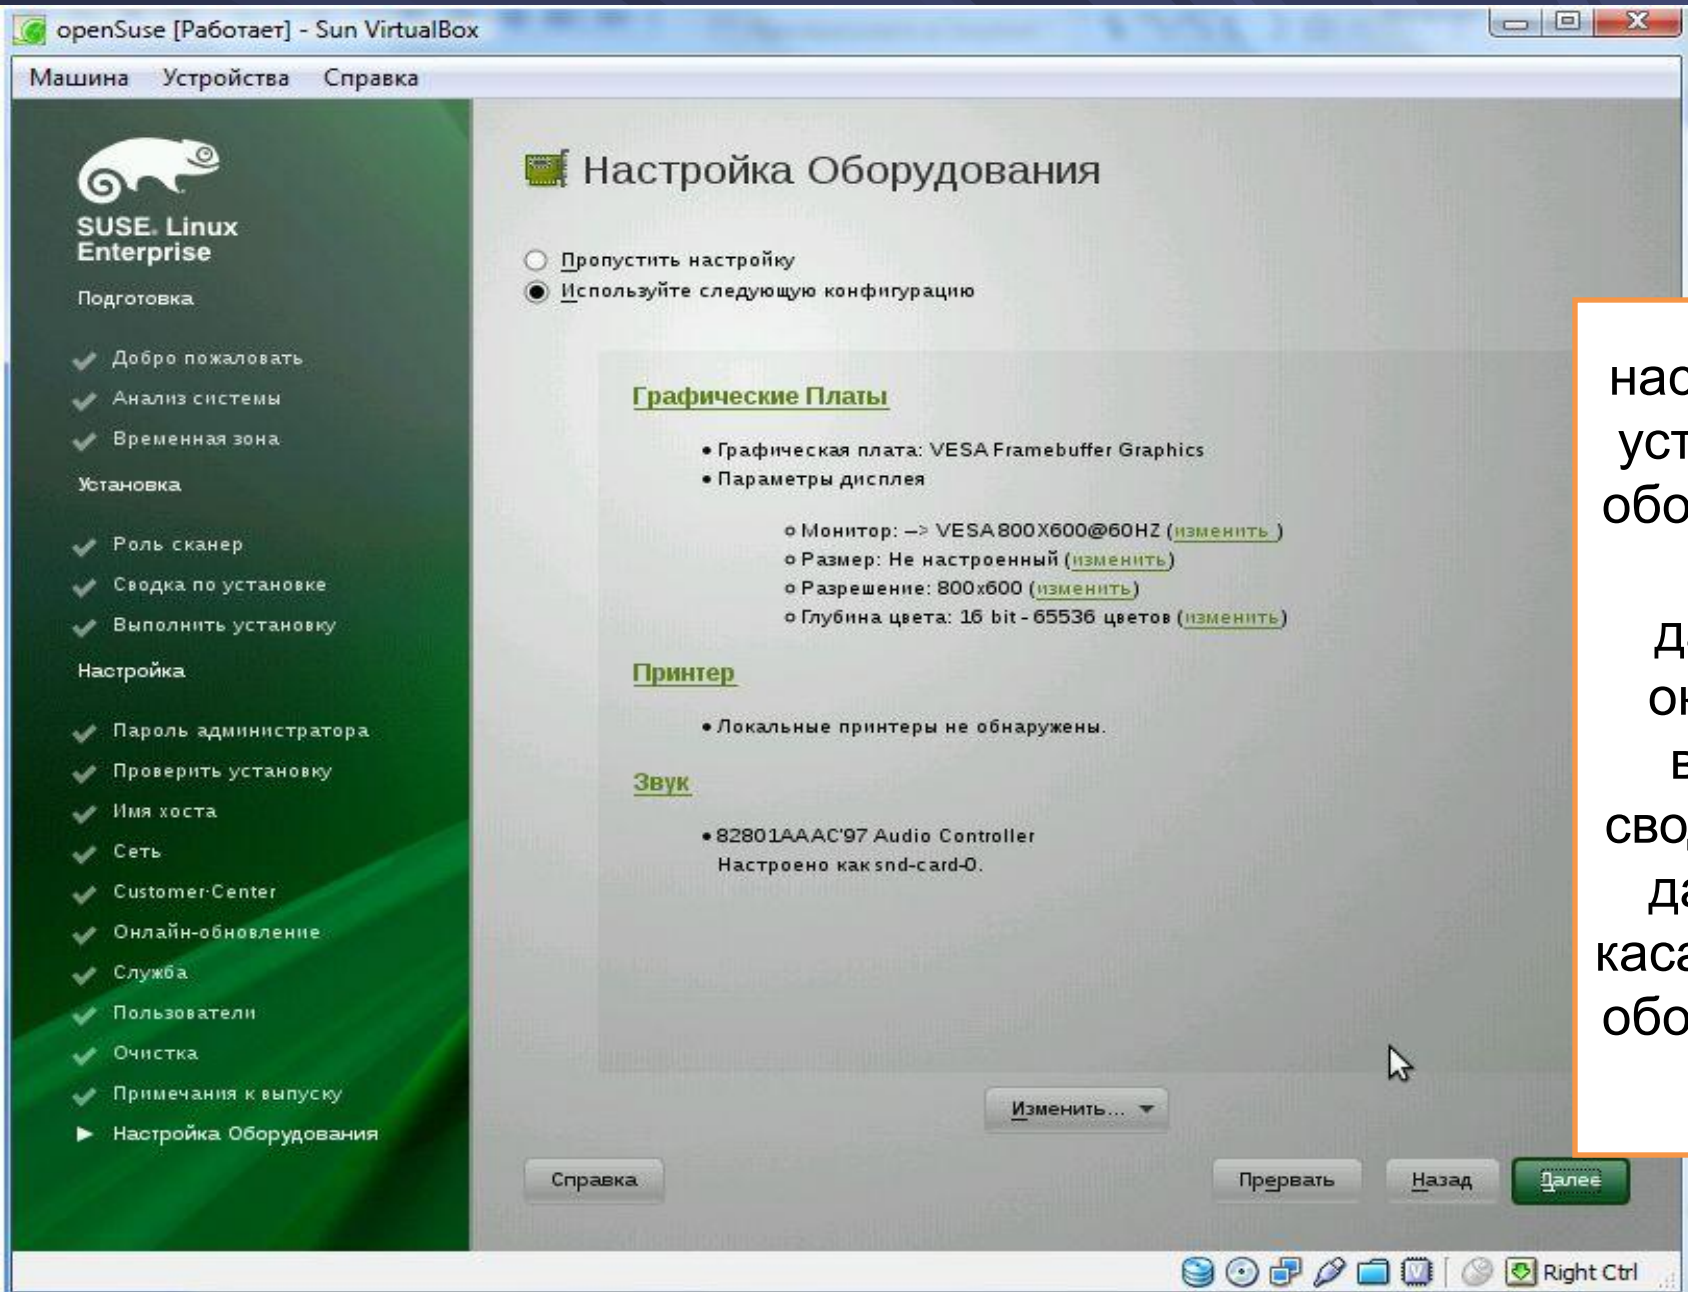 openSuse [Работает] - Sun VirtualBox
Машина Устройства Справка
SUSE. Linux
Enterprise
Подготовка
Добро пожаловать
Анализ системы
Временная зона
Установка
Роль сканер
Сводка по установке
Выполнить установку
Настройка
Пароль администратора
Проверить установку
Имя хоста
Сеть
Customer-Center
Онлайн-обновление
Служба
Пользователи
Очистка
Примечания к выпуску
Настройка Оборудования
Настройка Оборудования
Пропустить настройку
Используйте следующую конфигурацию
Графические Платы
• Графическая плата: VESA Framebuffer Graphics
• Параметры дисплея
Монитор: --> VESA 800X600@60HZ (изменить )
Размер: Не настроенный (изменить)
Разрешение: 800x600 (изменить)
Глубина цвета: 16 bit - 65536 цветов (изменить)
Принтер
• Локальные принтеры не обнаружены.
Звук
• 82801AA AC'97 Audio Controller
Настроено как snd-card-0.
Изменить...
Справка Прервать Назад Далее
Right Ctrl